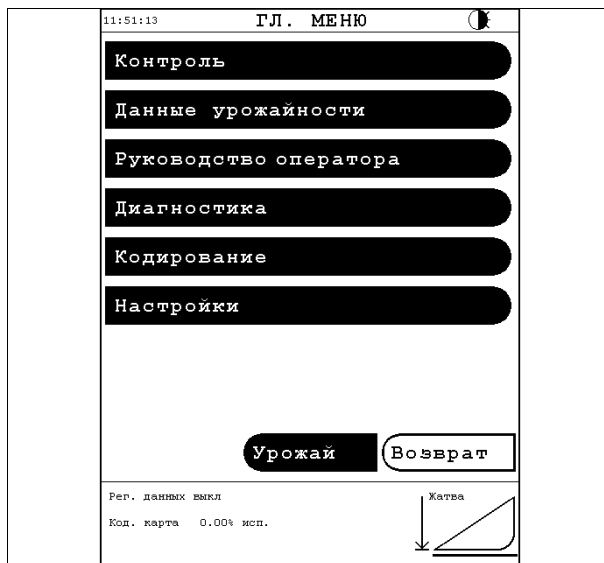 11:51:13 ГЛ. МЕНЮ
Контроль
Данные урожайности
Руководство оператора
Диагностика
Кодирование
Настройки
Урожай Возврат
Рег. данных выкл Жатва
Код. карта 0.00% исп.